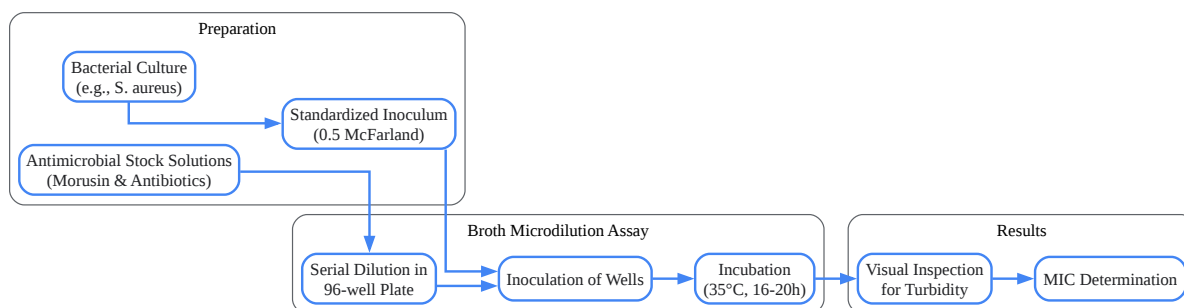 Preparation
Bacterial Culture
(e.g., S. aureus)
Standardized Inoculum
(0.5 McFarland)
Antimicrobial Stock Solutions
(Morusin & Antibiotics)
Broth Microdilution Assay
Serial Dilution in
96-well Plate
Inoculation of Wells
Incubation
(35°C, 16-20h)
Results
Visual Inspection
for Turbidity
MIC Determination